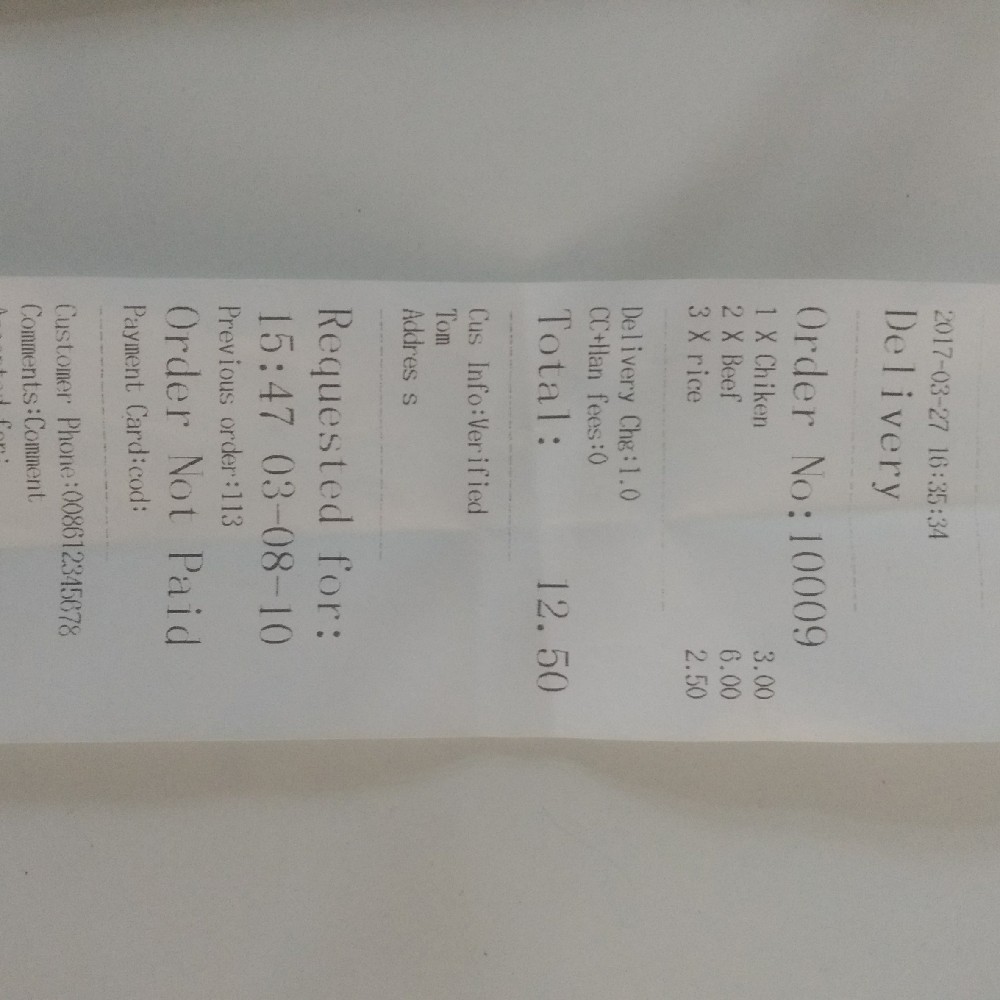 2017-03-27 16:35:34
Delivery
Order No:10009
1 X Chiken 3.00
2 X Beef 6.00
3 X rice 2.50
Delivery Chg:1.0
CC+Han fees:0
Total: 12.50
Cus Info:Verified
Tom
Addres s
Requested for:
15:47 03-08-10
Previous order:113
Order Not Paid
Payment Card:cod:
Customer Phone:008612345678
Comments:Comment